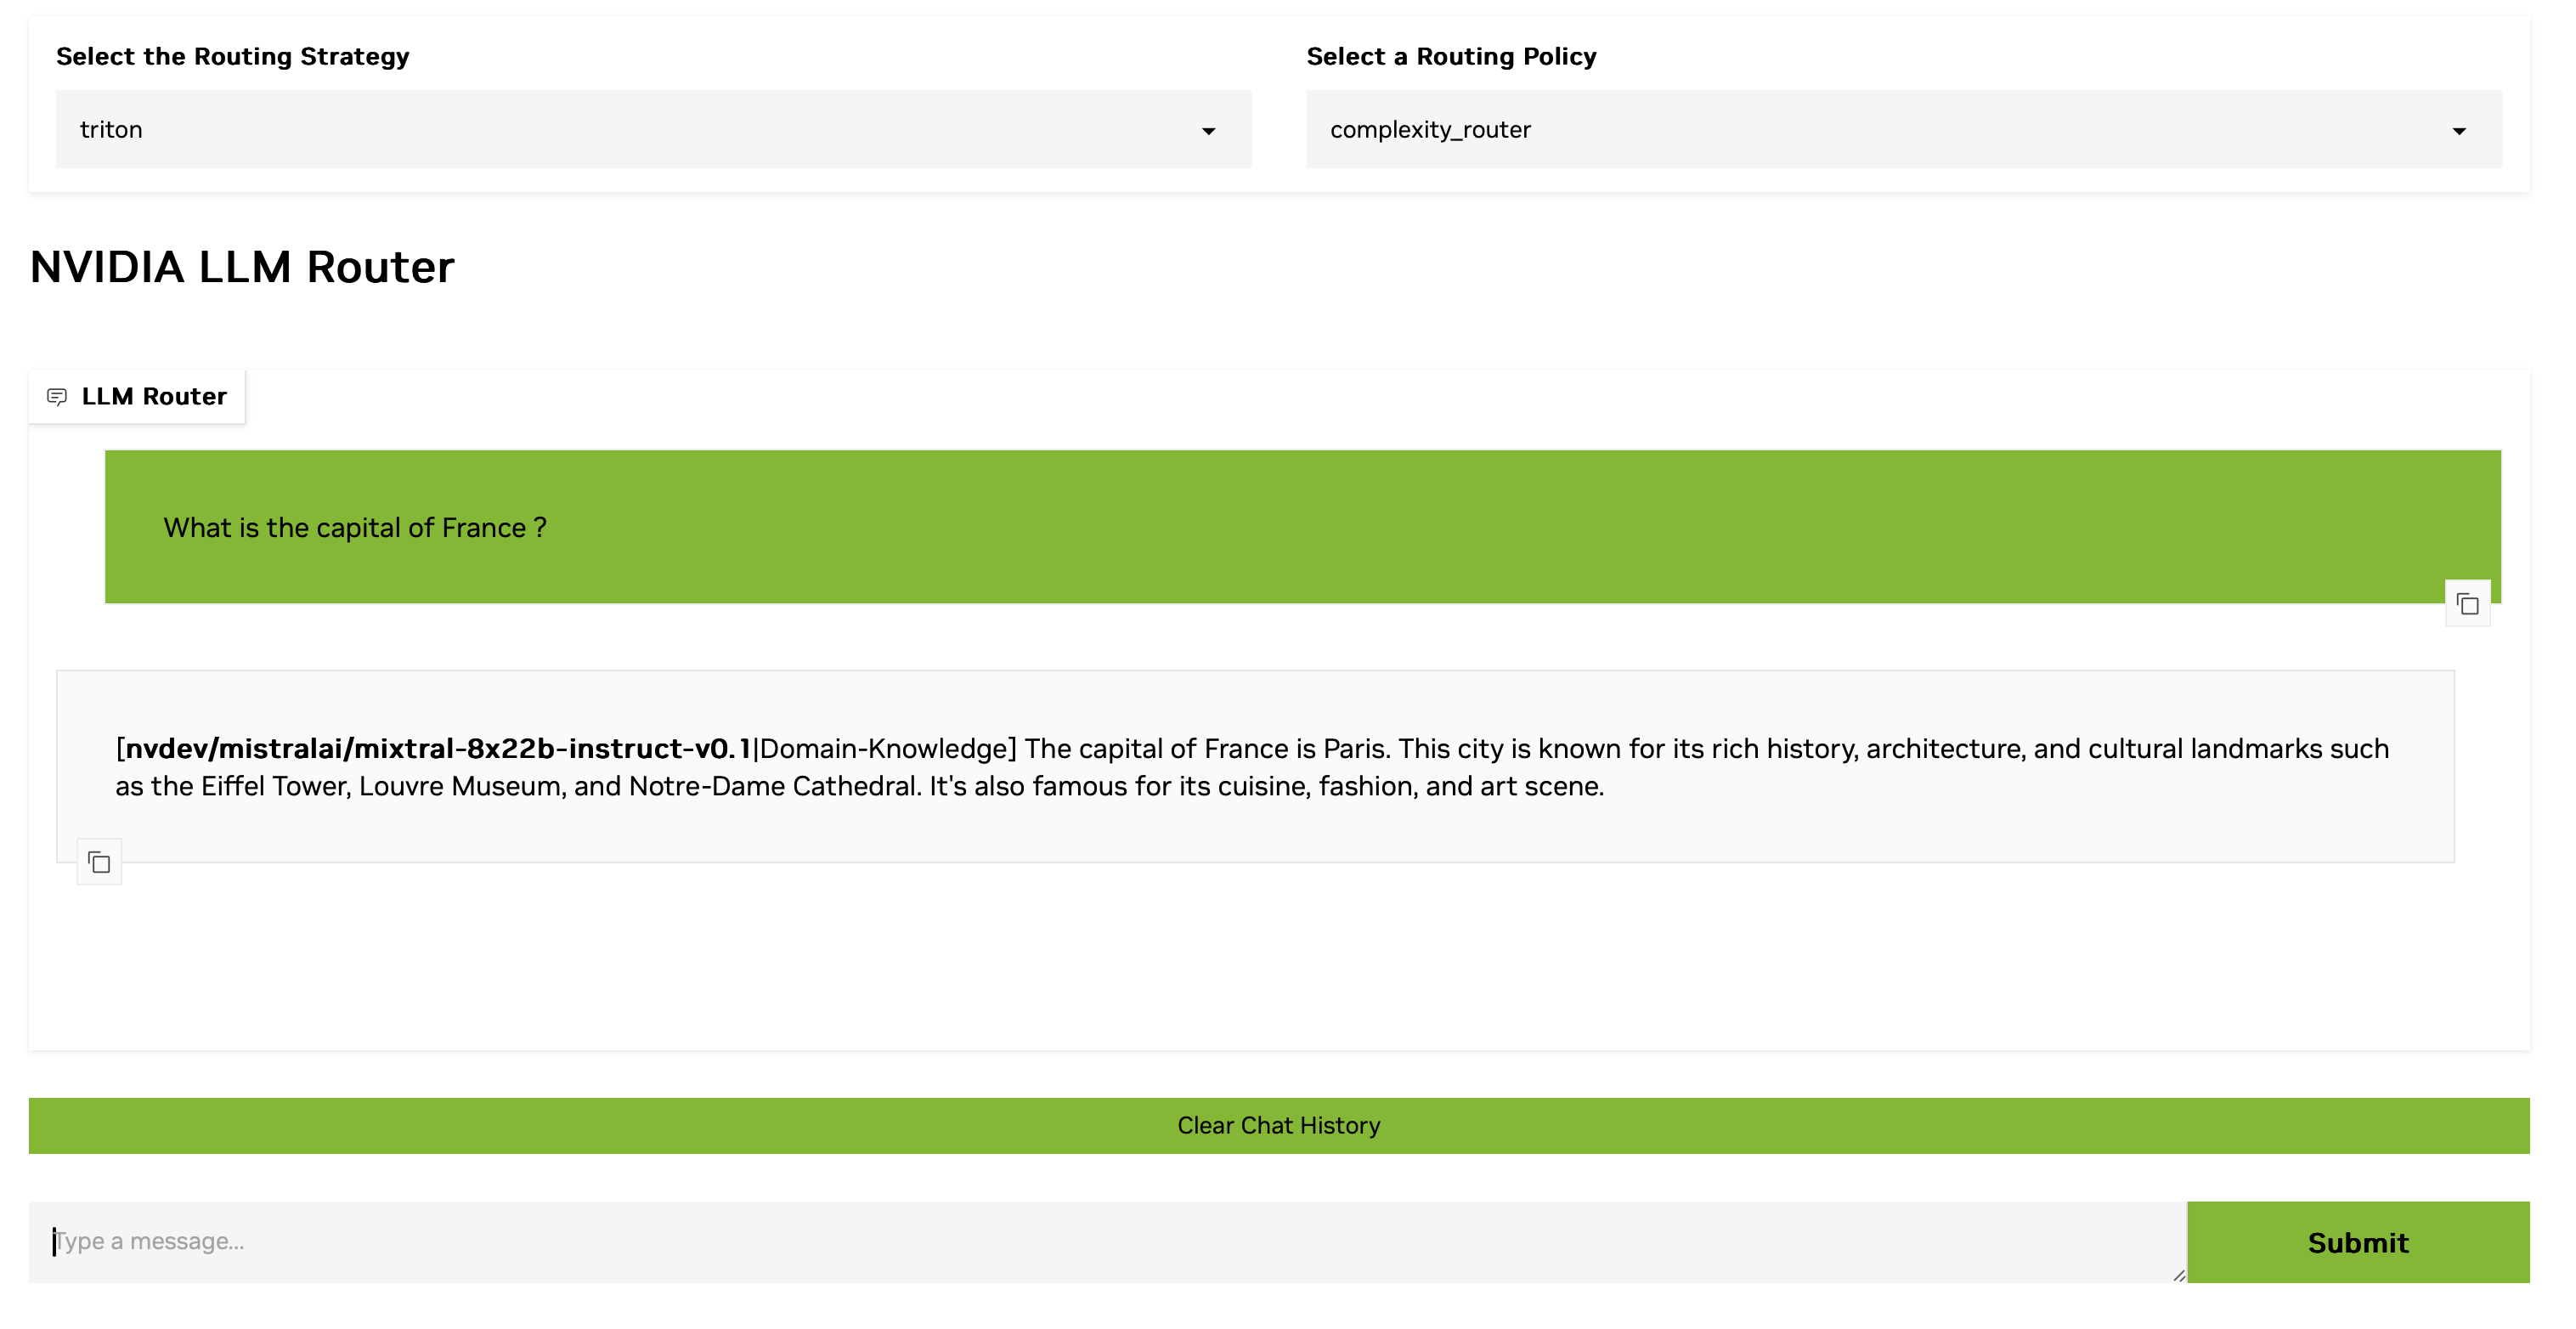 Select the Routing Strategy
Select a Routing Policy
triton
complexity_router
NVIDIA LLM Router
LLM Router
What is the capital of France ?
[nvdev/mistralai/mixtral-8x22b-instruct-v0.1|Domain-Knowledge] The capital of France is Paris. This city is known for its rich history, architecture, and cultural landmarks such
as the Eiffel Tower, Louvre Museum, and Notre-Dame Cathedral. It's also famous for its cuisine, fashion, and art scene.
Clear Chat History
Type a message...
Submit